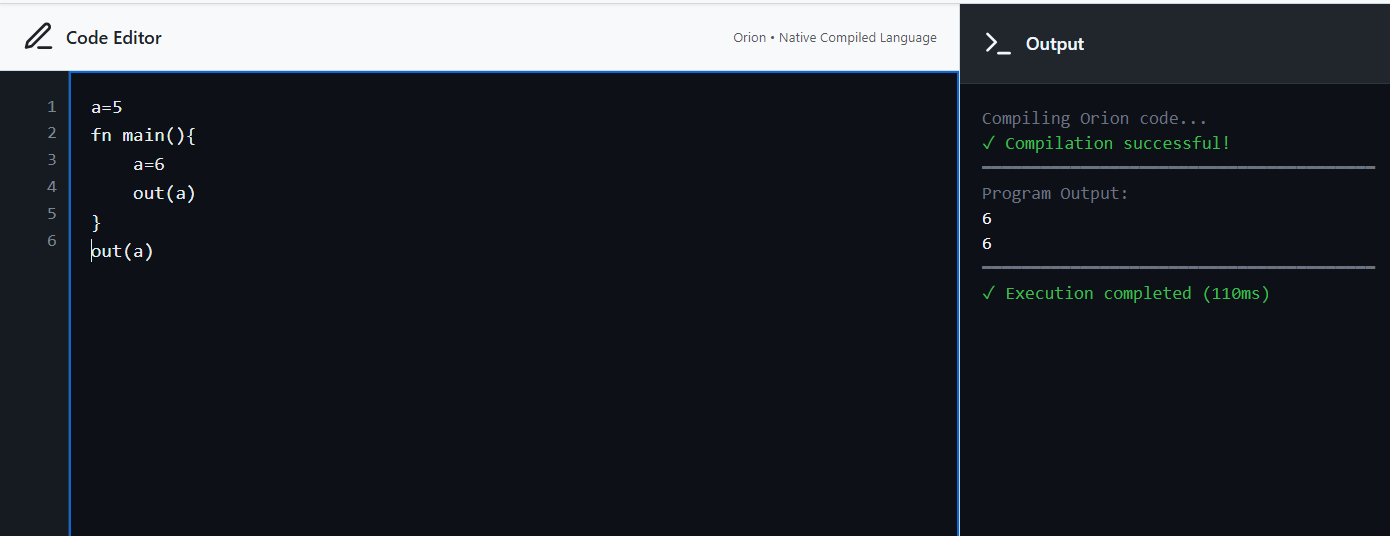 Code Editor
Orion • Native Compiled Language
1 a=5
2 fn main(){
3     a=6
4     out(a)
5 }
6 out(a)
Output
Compiling Orion code...
✓ Compilation successful!
Program Output:
6
6
✓ Execution completed (110ms)